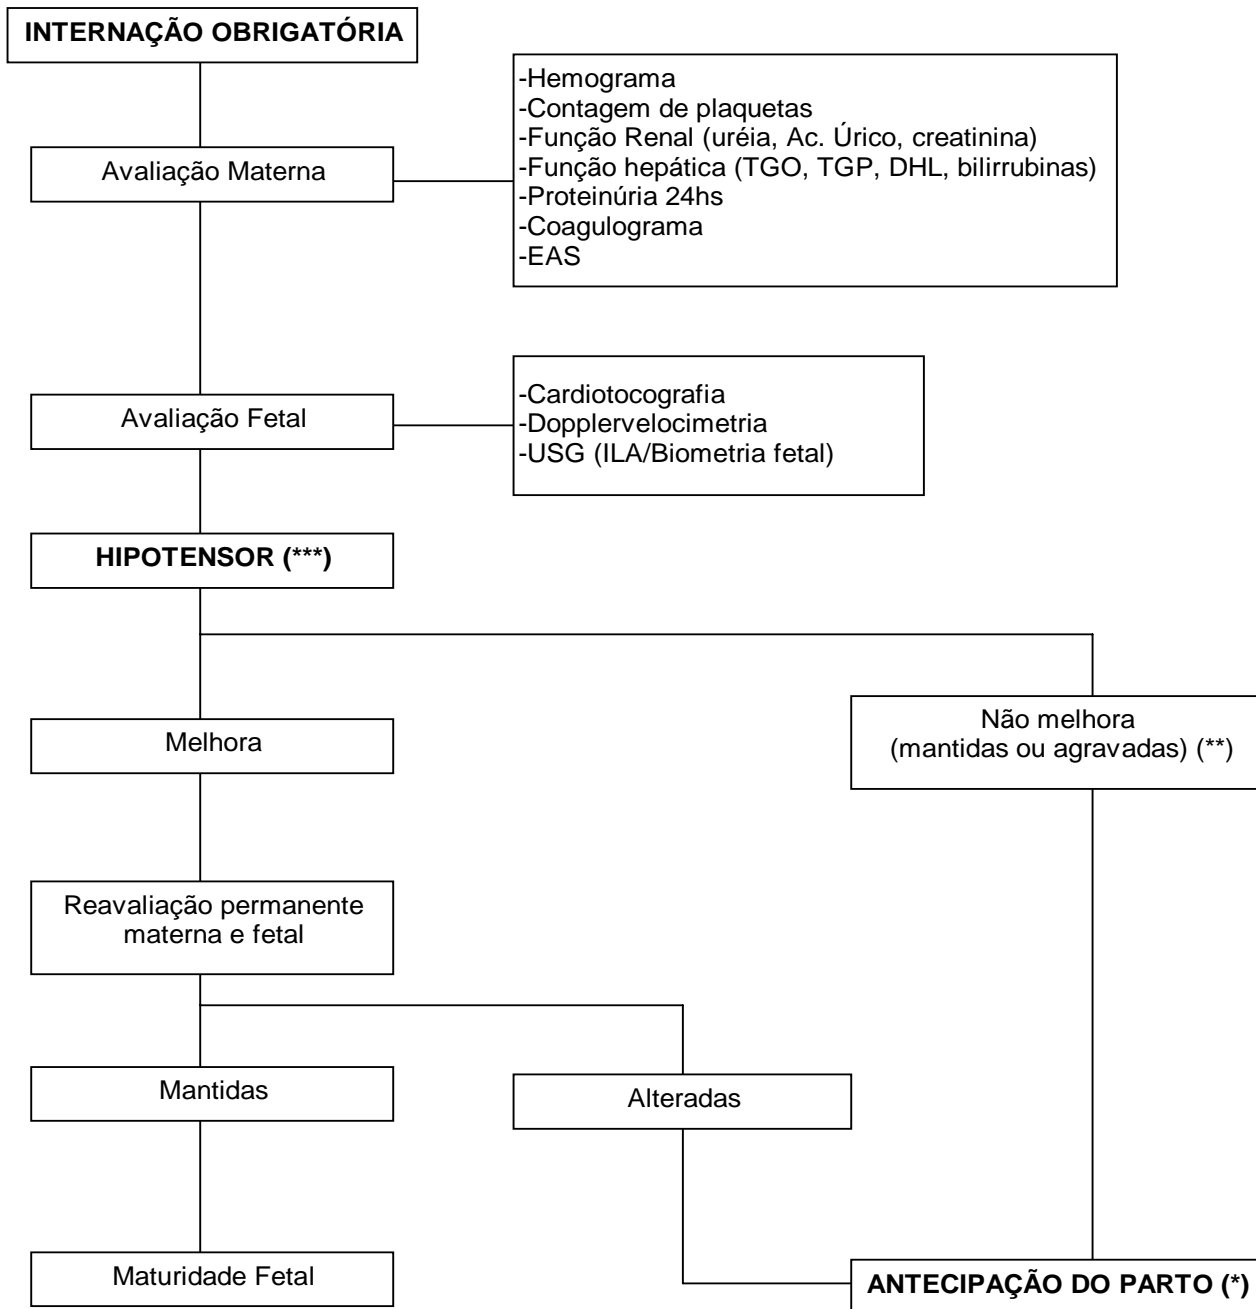 INTERNAÇÃO OBRIGATÓRIA
-Hemograma
-Contagem de plaquetas
-Função Renal (uréia, Ac. Úrico, creatinina)
-Função hepática (TGO, TGP, DHL, bilirrubinas)
-Proteinúria 24hs
-Coagulograma
-EAS
Avaliação Materna
-Cardiotocografia
-Dopplervelocimetria
-USG (ILA/Biometria fetal)
Avaliação Fetal
HIPOTENSOR (***)
Melhora
Não melhora
(mantidas ou agravadas) (**)
Reavaliação permanente
materna e fetal
Mantidas
Alteradas
Maturidade Fetal
ANTECIPAÇÃO DO PARTO (*)